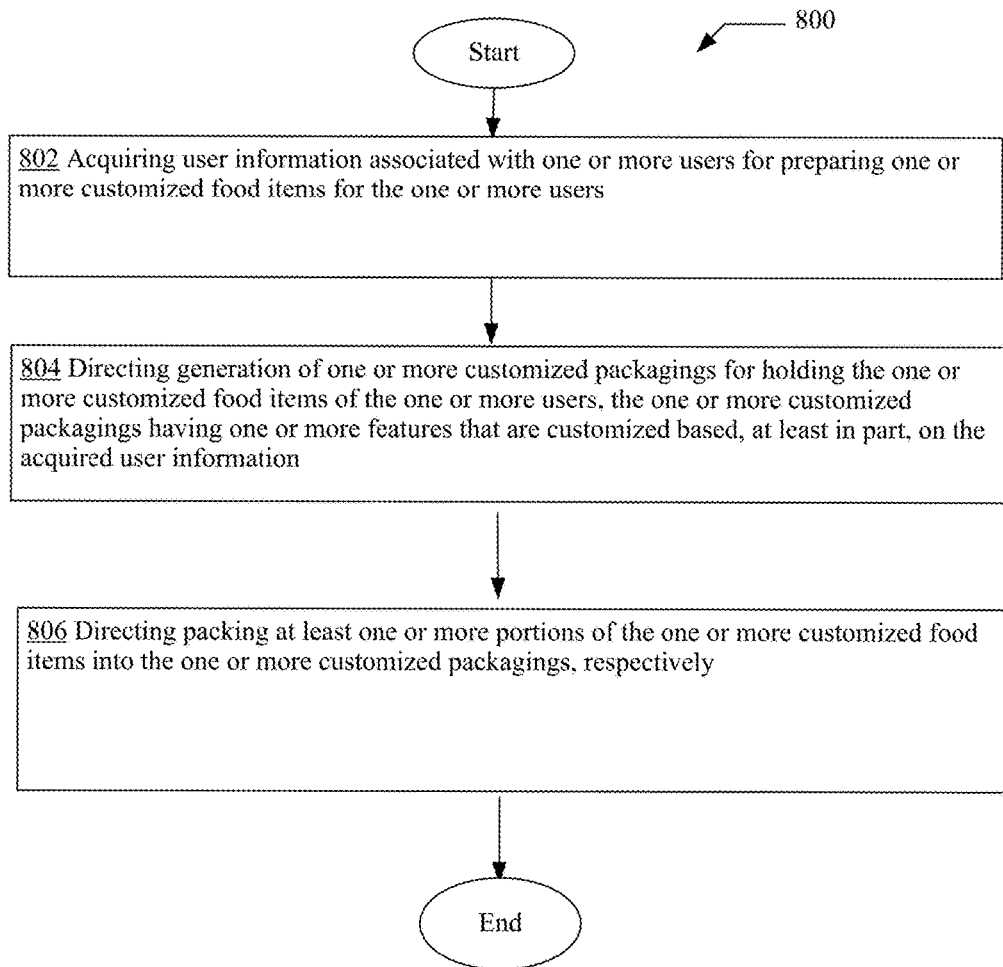 800
Start
802 Acquiring user information associated with one or more users for preparing one or
more customized food items for the one or more users
804 Directing generation of one or more customized packagings for holding the one or
more customized food items of the one or more users, the one or more customized
packagings having one or more features that are customized based, at least in part, on the
acquired user information
806 Directing packing at least one or more portions of the one or more customized food
items into the one or more customized packagings, respectively
End